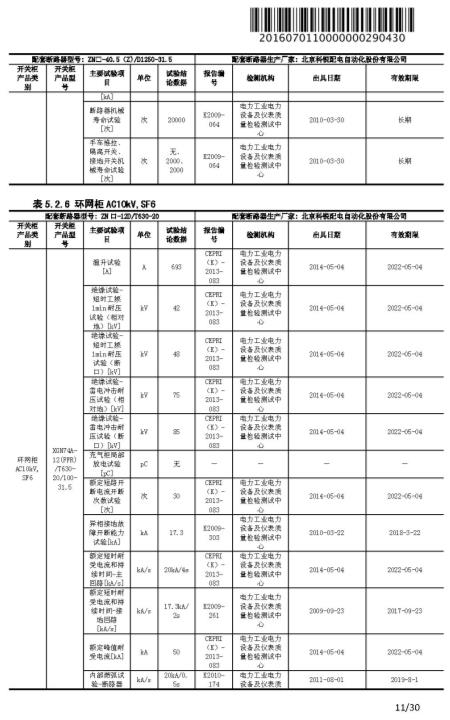 20160701100000000290430
配套断路器型号: ZN□-40.5 (Z)/D1250-31.5 配套断路器生产厂家: 北京科锐配电自动化股份有限公司
开关柜产品类别 开关柜产品型号 主要试验项目 单位 试验结论数据 报告编号 检测机构 出具日期 有效期限
[kA]
断路器机械寿命试验[次] 次 20000 E2009-064 电力工业电力设备及仪表质量检验测试中心 2010-03-30 长期
手车推拉、隔离开关、接地开关机械寿命试验[次] 次 无、2000、2000 E2009-064 电力工业电力设备及仪表质量检验测试中心 2010-03-30 长期
表 5.2.6 环网柜 AC10kV, SF6
配套断路器型号: ZN □-12D/T630-20 配套断路器生产厂家: 北京科锐配电自动化股份有限公司
开关柜产品类别 开关柜产品型号 主要试验项目 单位 试验结论数据 报告编号 检测机构 出具日期 有效期限
环网柜 AC10kV, SF6 XGN74A-12(FFR)/T630-20/100-31.5
温升试验[A] A 693 CEPRI(K)-2013-083 电力工业电力设备及仪表质量检验测试中心 2014-05-04 2022-05-04
绝缘试验-短时工频1min耐压试验(相对地)[kV] kV 42 CEPRI(K)-2013-083 电力工业电力设备及仪表质量检验测试中心 2014-05-04 2022-05-04
绝缘试验-短时工频1min耐压试验(断口)[kV] kV 48 CEPRI(K)-2013-083 电力工业电力设备及仪表质量检验测试中心 2014-05-04 2022-05-04
绝缘试验-雷电冲击耐压试验(相对地)[kV] kV 75 CEPRI(K)-2013-083 电力工业电力设备及仪表质量检验测试中心 2014-05-04 2022-05-04
绝缘试验-雷电冲击耐压试验(断口)[kV] kV 85 CEPRI(K)-2013-083 电力工业电力设备及仪表质量检验测试中心 2014-05-04 2022-05-04
充气柜局部放电试验[pC] pC 无 — — — —
额定短路开断电流开断次数试验[次] 次 30 CEPRI(K)-2013-083 电力工业电力设备及仪表质量检验测试中心 2014-05-04 2022-05-04
异相接地故障开断能力试验[kA] kA 17.3 E2009-303 电力工业电力设备及仪表质量检验测试中心 2010-03-22 2018-3-22
额定短时耐受电流和持续时间-主回路[kA/s] kA/s 20kA/4s CEPRI(K)-2013-083 电力工业电力设备及仪表质量检验测试中心 2014-05-04 2022-05-04
额定短时耐受电流和持续时间-接地回路[kA/s] kA/s 17.3kA/2s E2009-261 电力工业电力设备及仪表质量检验测试中心 2009-09-23 2017-09-23
额定峰值耐受电流[kA] kA 50 CEPRI(K)-2013-083 电力工业电力设备及仪表质量检验测试中心 2014-05-04 2022-05-04
内部燃弧试验-断路器 kA/s 20kA/0.5s E2010-174 电力工业电力设备及仪表质 2011-08-01 2019-8-1
11/30